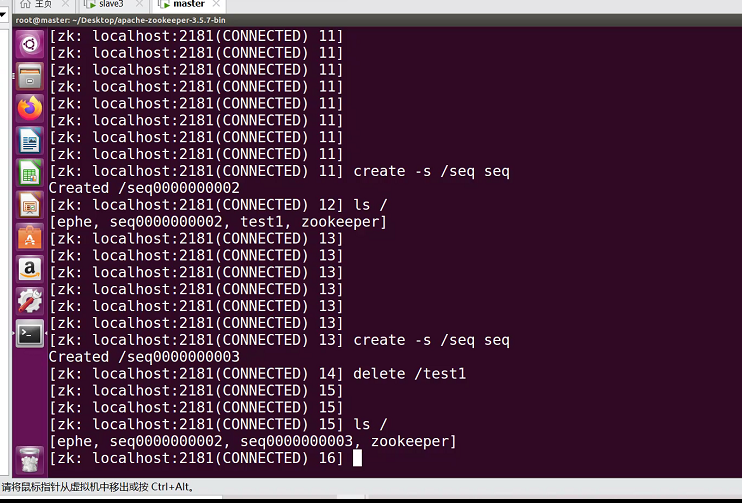 主页
slave3
master
root@master: ~/Desktop/apache-zookeeper-3.5.7-bin
[zk: localhost:2181(CONNECTED) 11]
[zk: localhost:2181(CONNECTED) 11]
[zk: localhost:2181(CONNECTED) 11]
[zk: localhost:2181(CONNECTED) 11]
[zk: localhost:2181(CONNECTED) 11]
[zk: localhost:2181(CONNECTED) 11]
[zk: localhost:2181(CONNECTED) 11]
[zk: localhost:2181(CONNECTED) 11]
[zk: localhost:2181(CONNECTED) 11] create -s /seq seq
Created /seq0000000002
[zk: localhost:2181(CONNECTED) 12] ls /
[ephe, seq0000000002, test1, zookeeper]
[zk: localhost:2181(CONNECTED) 13]
[zk: localhost:2181(CONNECTED) 13]
[zk: localhost:2181(CONNECTED) 13]
[zk: localhost:2181(CONNECTED) 13]
[zk: localhost:2181(CONNECTED) 13]
[zk: localhost:2181(CONNECTED) 13]
[zk: localhost:2181(CONNECTED) 13] create -s /seq seq
Created /seq0000000003
[zk: localhost:2181(CONNECTED) 14] delete /test1
[zk: localhost:2181(CONNECTED) 15]
[zk: localhost:2181(CONNECTED) 15]
[zk: localhost:2181(CONNECTED) 15] ls /
[ephe, seq0000000002, seq0000000003, zookeeper]
[zk: localhost:2181(CONNECTED) 16]
请将鼠标指针从虚拟机中移出或按 Ctrl+Alt。